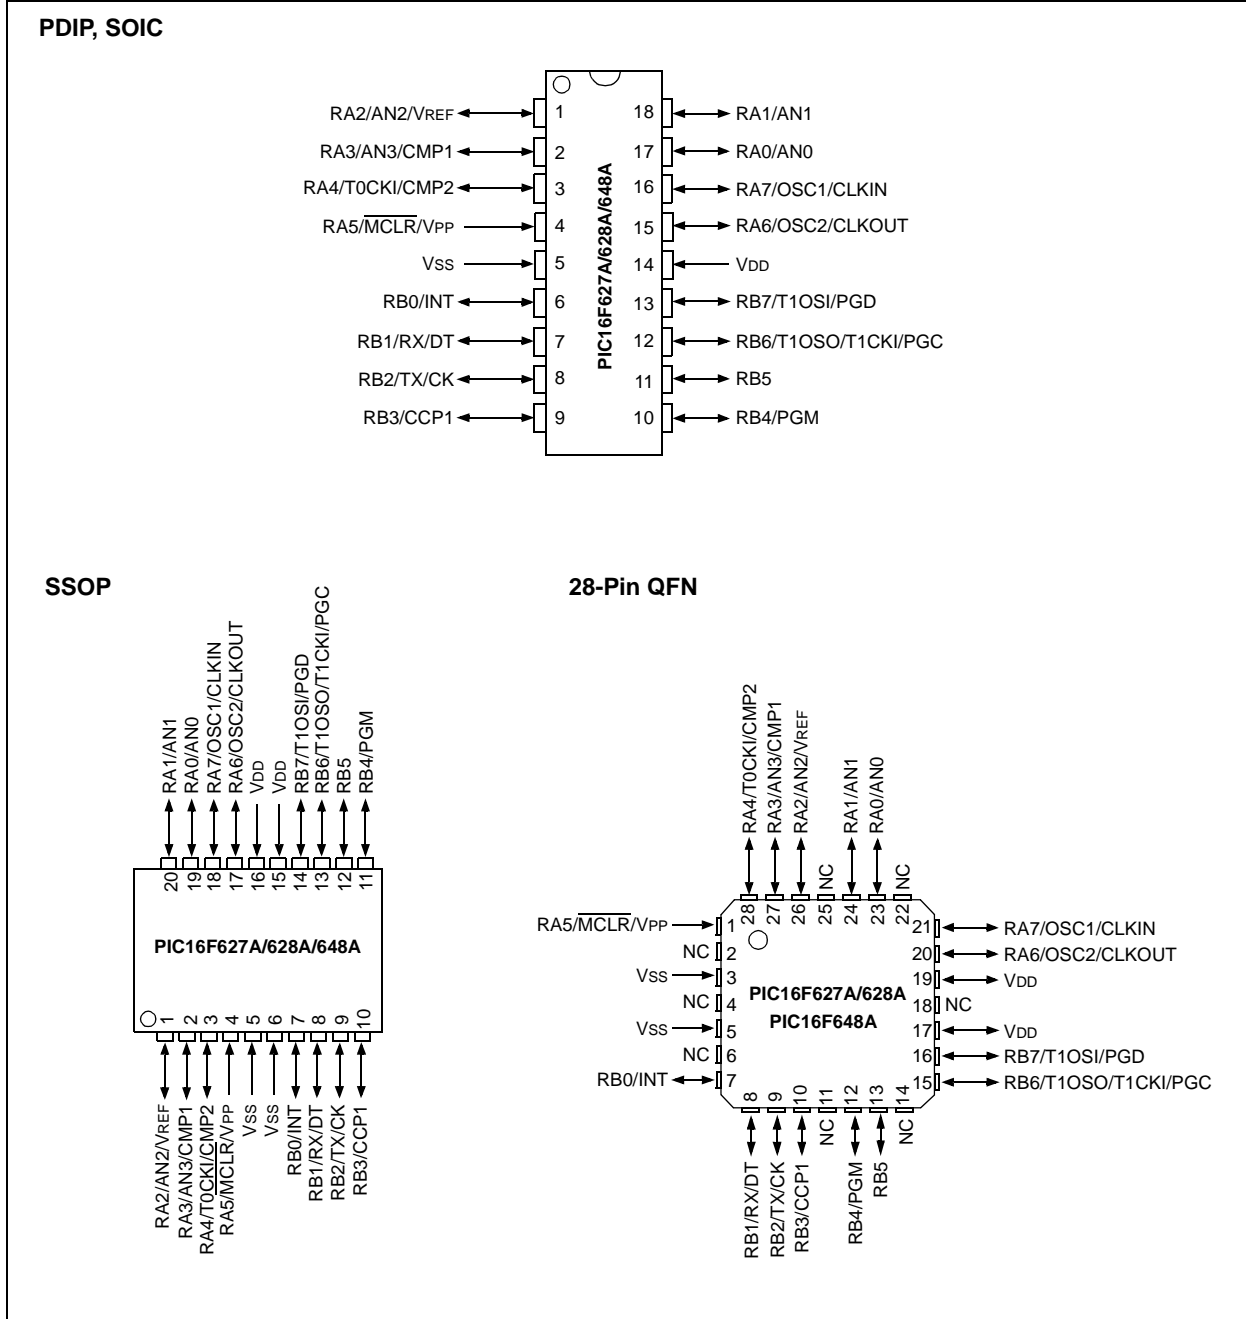 PDIP, SOIC
RA2/AN2/VREF
RA3/AN3/CMP1
RA4/T0CKI/CMP2
RA5/MCLR/VPP
VSS
RB0/INT
RB1/RX/DT
RB2/TX/CK
RB3/CCP1
1
2
3
4
5
6
7
8
9
PIC16F627A/628A/648A
18
17
16
15
14
13
12
11
10
RA1/AN1
RA0/AN0
RA7/OSC1/CLKIN
RA6/OSC2/CLKOUT
VDD
RB7/T1OSI/PGD
RB6/T1OSO/T1CKI/PGC
RB5
RB4/PGM
SSOP
RA1/AN1
RA0/AN0
RA7/OSC1/CLKIN
RA6/OSC2/CLKOUT
VDD
VDD
RB7/T1OSI/PGD
RB6/T1OSO/T1CKI/PGC
RB5
RB4/PGM
20
19
18
17
16
15
14
13
12
11
PIC16F627A/628A/648A
1
2
3
4
5
6
7
8
9
10
RA2/AN2/VREF
RA3/AN3/CMP1
RA4/T0CKI/CMP2
RA5/MCLR/VPP
VSS
VSS
RB0/INT
RB1/RX/DT
RB2/TX/CK
RB3/CCP1
28-Pin QFN
RA4/T0CKI/CMP2
RA3/AN3/CMP1
RA2/AN2/VREF
NC
RA1/AN1
RA0/AN0
NC
28
27
26
25
24
23
22
RA5/MCLR/VPP
NC
VSS
NC
VSS
NC
RB0/INT
1
2
3
4
5
6
7
PIC16F627A/628A
PIC16F648A
21
20
19
18
17
16
15
RA7/OSC1/CLKIN
RA6/OSC2/CLKOUT
VDD
NC
VDD
RB7/T1OSI/PGD
RB6/T1OSO/T1CKI/PGC
8
9
10
11
12
13
14
RB1/RX/DT
RB2/TX/CK
RB3/CCP1
NC
RB4/PGM
RB5
NC